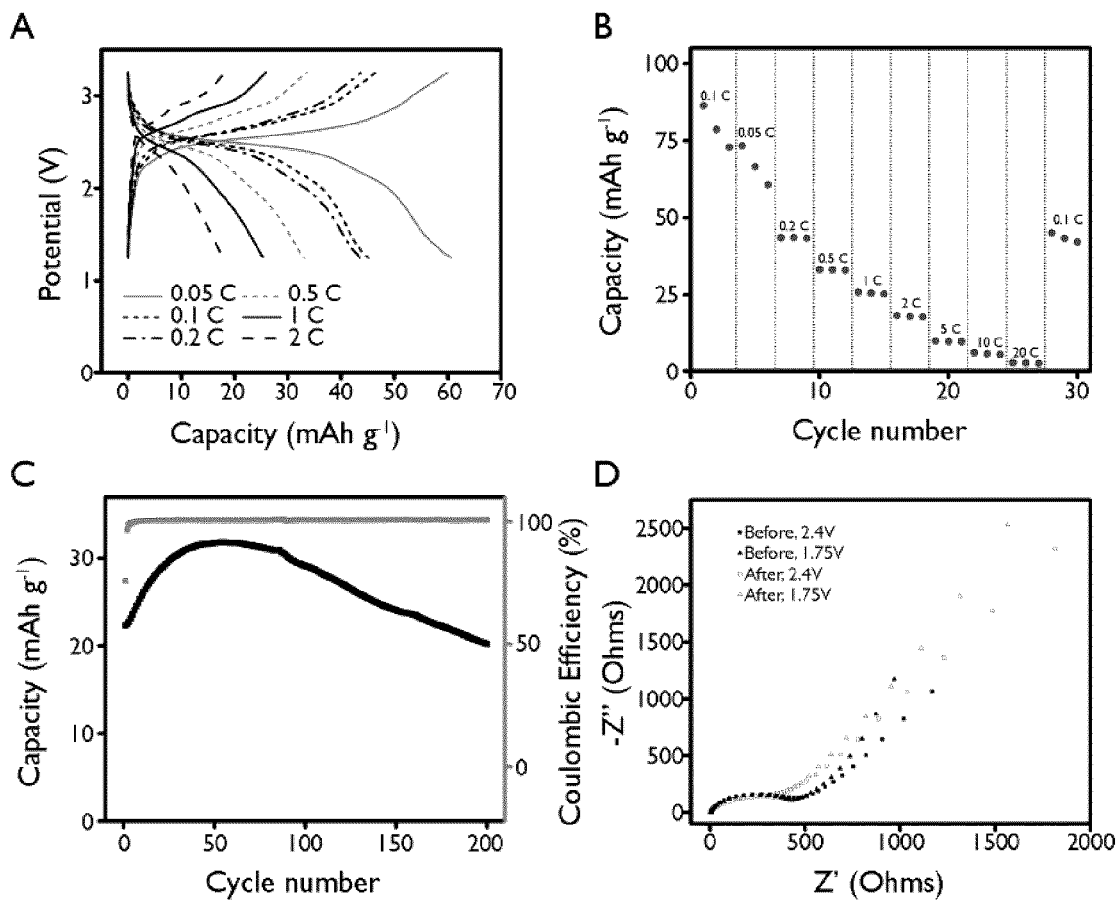 A
Potential (V)
3
2
1
0
0.05 C
0.5 C
0.1 C
1 C
0.2 C
2 C
0 10 20 30 40 50 60 70
Capacity (mAh g-1)
B
Capacity (mAh g-1)
100
75
50
25
0
0.1 C
0.05 C
0.2 C
0.5 C
1 C
2 C
5 C
10 C
20 C
0.1 C
0 10 20 30
Cycle number
C
Capacity (mAh g-1)
30
20
10
0
Coulombic Efficiency (%)
100
50
0
0 50 100 150 200
Cycle number
D
-Z'' (Ohms)
2500
2000
1500
1000
500
0
Before, 2.4V
Before, 1.75V
After, 2.4V
After, 1.75V
0 500 1000 1500 2000
Z' (Ohms)